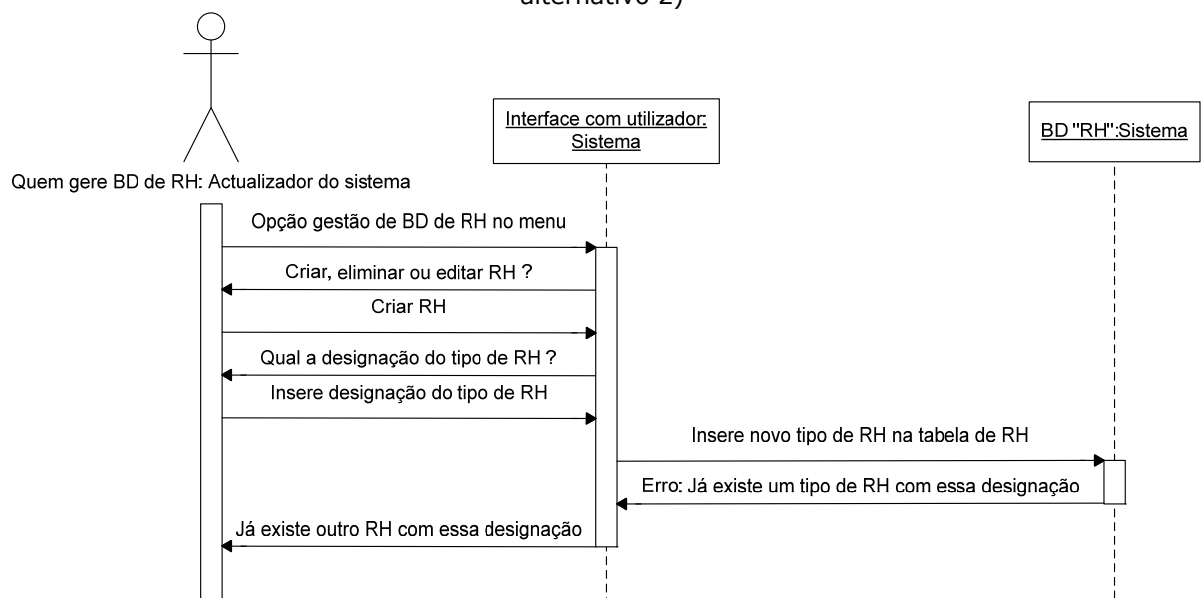 alternativo 2)
Interface com utilizador:
Sistema
BD "RH":Sistema
Quem gere BD de RH: Actualizador do sistema
Opção gestão de BD de RH no menu
Criar, eliminar ou editar RH ?
Criar RH
Qual a designação do tipo de RH ?
Insere designação do tipo de RH
Insere novo tipo de RH na tabela de RH
Erro: Já existe um tipo de RH com essa designação
Já existe outro RH com essa designação